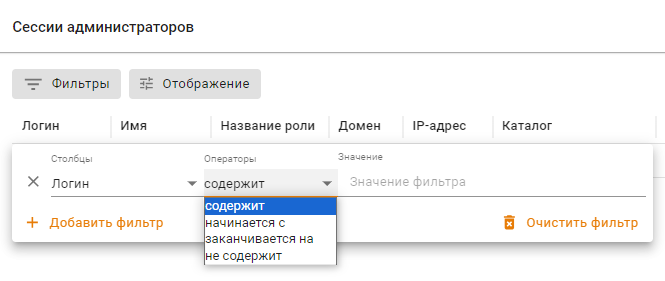 Сессии администраторов
Фильтры Отображение
Логин Имя Название роли Домен IP-адрес Каталог
Столбцы Операторы Значение
Логин содержит Значение фильтра
содержит
начинается с
заканчивается на
не содержит
Добавить фильтр Очистить фильтр